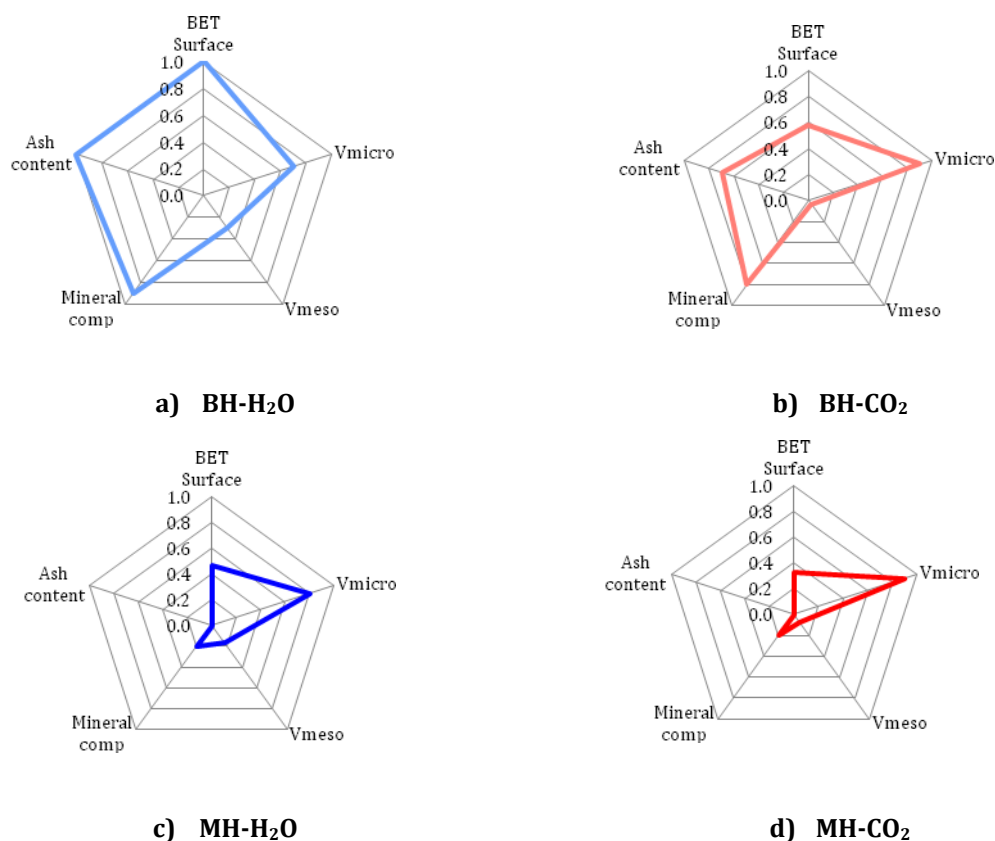 BET
Surface
1.0
0.8
0.6
0.4
0.2
0.0
Vmicro
Vmeso
Mineral
comp
Ash
content
a) BH-H₂O
BET
Surface
1.0
0.8
0.6
0.4
0.2
0.0
Vmicro
Vmeso
Mineral
comp
Ash
content
b) BH-CO₂
BET
Surface
1.0
0.8
0.6
0.4
0.2
0.0
Vmicro
Vmeso
Mineral
comp
Ash
content
c) MH-H₂O
BET
Surface
1.0
0.8
0.6
0.4
0.2
0.0
Vmicro
Vmeso
Mineral
comp
Ash
content
d) MH-CO₂